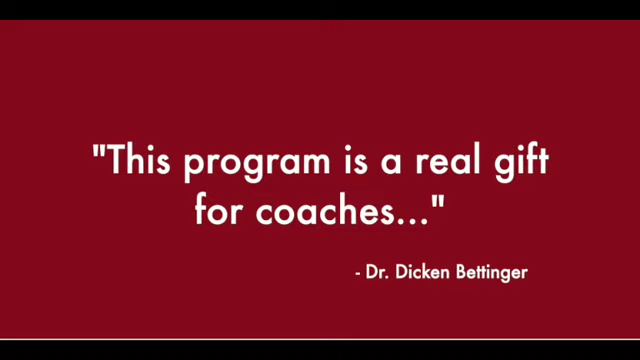 "This program is a real gift
for coaches..."
- Dr. Dicken Bettinger